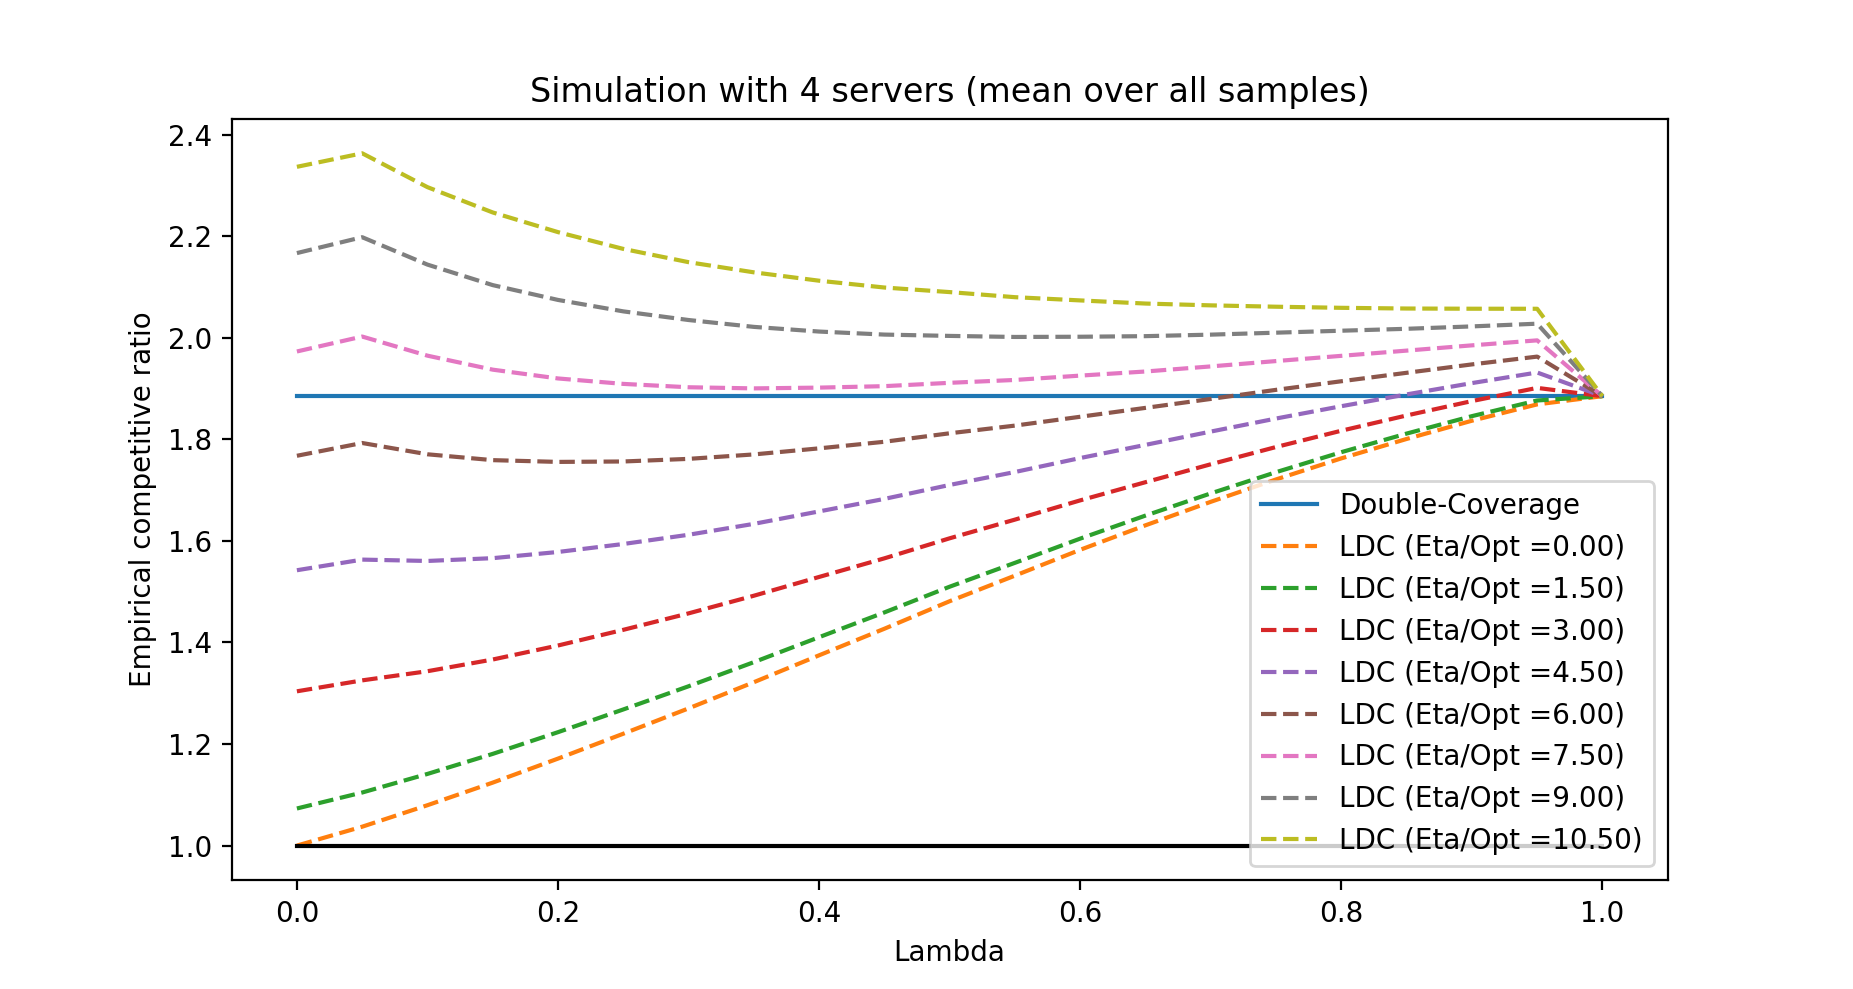 Simulation with 4 servers (mean over all samples)
Empirical competitive ratio
2.4
2.2
2.0
1.8
1.6
1.4
1.2
1.0
Double-Coverage
LDC (Eta/Opt =0.00)
LDC (Eta/Opt =1.50)
LDC (Eta/Opt =3.00)
LDC (Eta/Opt =4.50)
LDC (Eta/Opt =6.00)
LDC (Eta/Opt =7.50)
LDC (Eta/Opt =9.00)
LDC (Eta/Opt =10.50)
0.0 0.2 0.4 0.6 0.8 1.0
Lambda